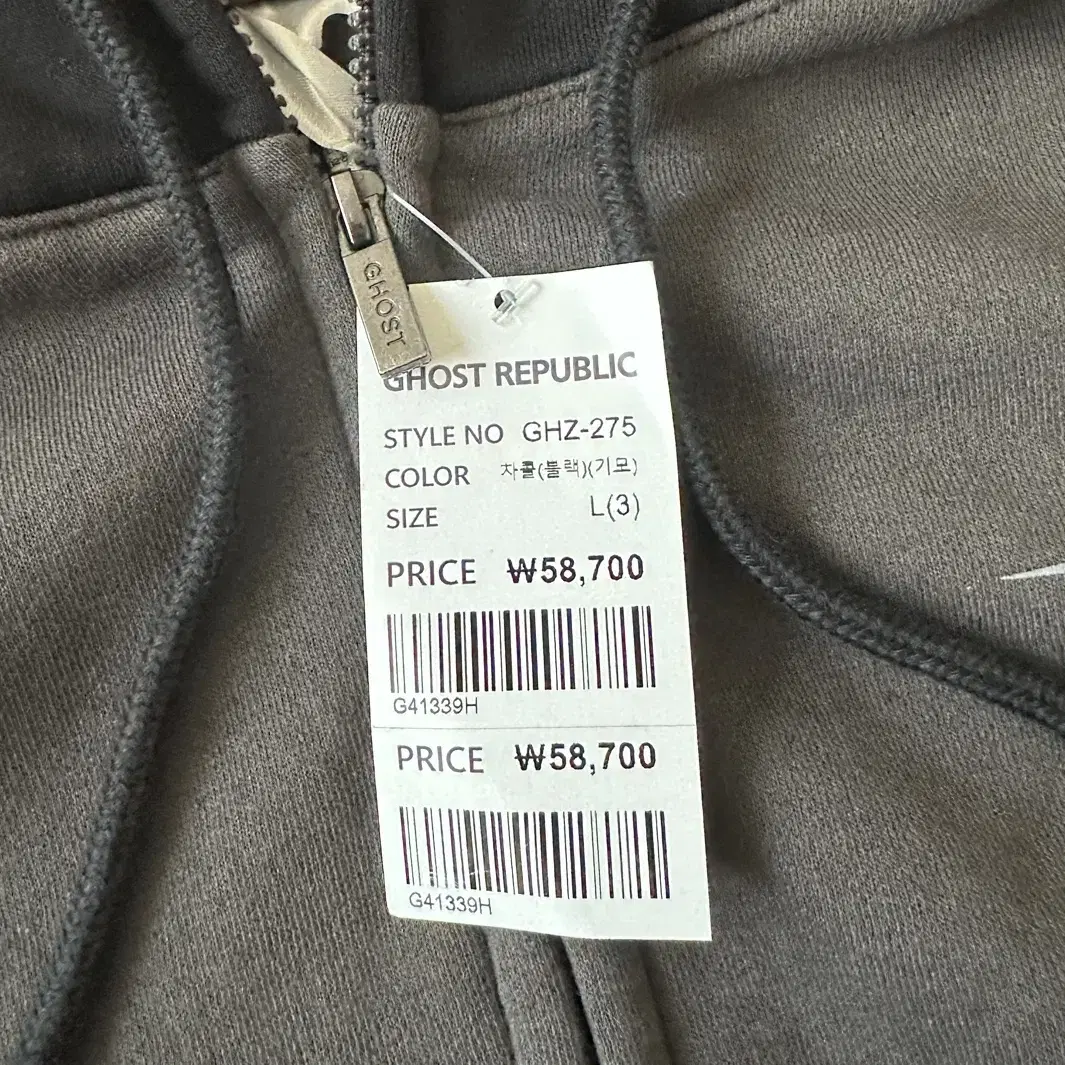 GHOST
GHOST REPUBLIC
STYLE NO GHZ-275
COLOR 차콜(블랙)(기모)
SIZE L(3)
PRICE ₩58,700
G41339H
PRICE ₩58,700
G41339H